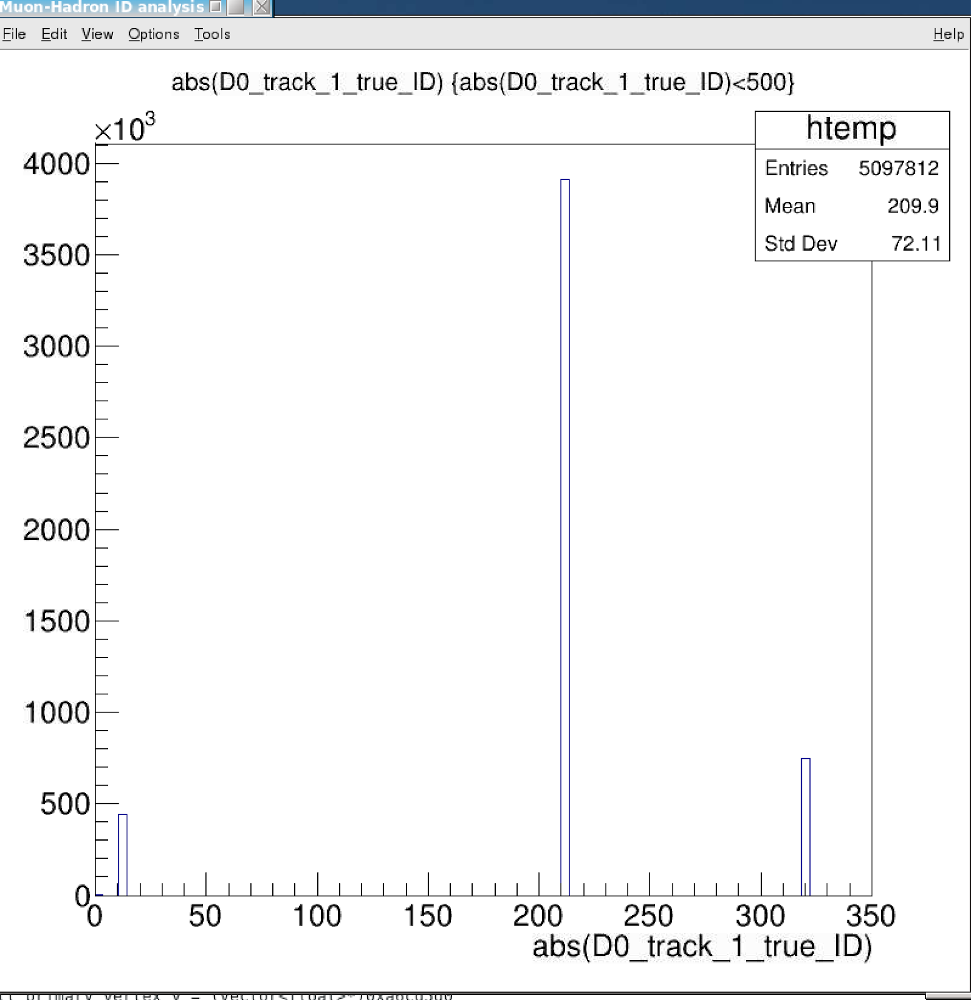 Muon-Hadron ID analysis
File Edit View Options Tools Help
abs(D0_track_1_true_ID) {abs(D0_track_1_true_ID)<500}
×10³
htemp
Entries 5097812
Mean 209.9
Std Dev 72.11
4000
3500
3000
2500
2000
1500
1000
500
0
0 50 100 150 200 250 300 350
abs(D0_track_1_true_ID)